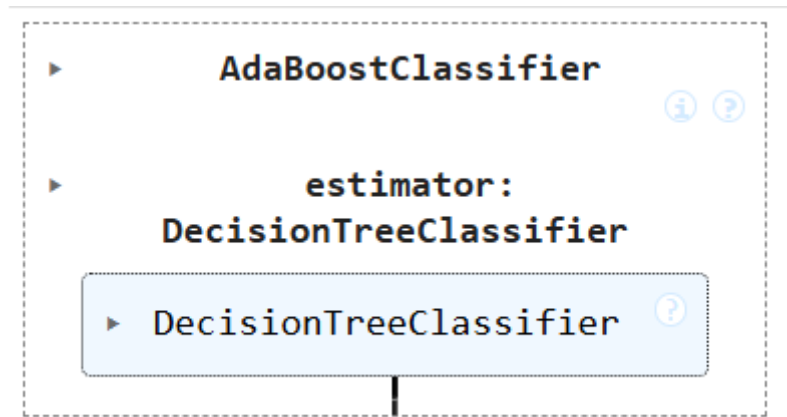 AdaBoostClassifier
i ?
estimator:
DecisionTreeClassifier
DecisionTreeClassifier ?